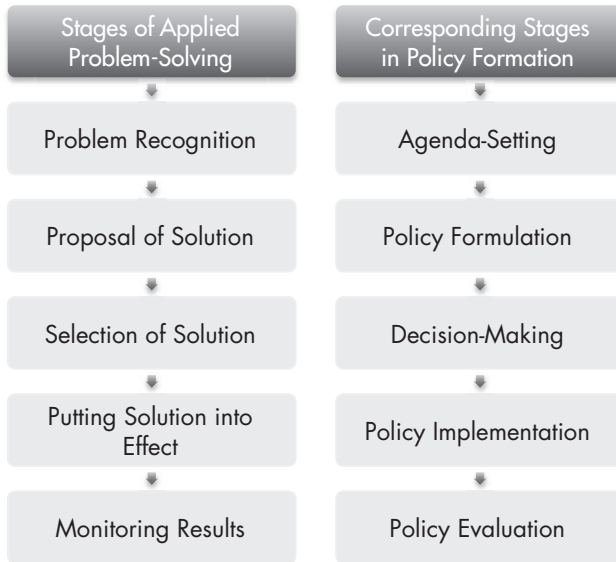 Stages of Applied
Problem-Solving
Problem Recognition
Proposal of Solution
Selection of Solution
Putting Solution into
Effect
Monitoring Results
Corresponding Stages
in Policy Formation
Agenda-Setting
Policy Formulation
Decision-Making
Policy Implementation
Policy Evaluation